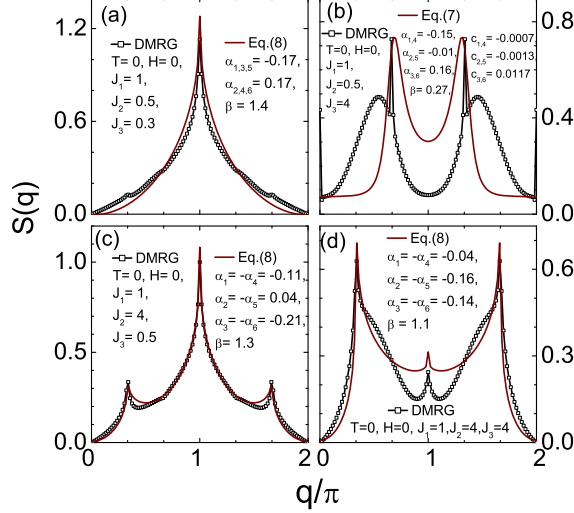 (a)
DMRG
T=0, H= 0,
J₁= 1,
J₂= 0.5,
J₃= 0.3
Eq.(8)
α₁,₃,₅= -0.17,
α₂,₄,₆= 0.17,
β = 1.4
1.2
0.6
0.0
(b)
DMRG
T=0, H=0,
J₁=1,
J₂=0.5,
J₃=4
Eq.(7)
α₁,₄= -0.15,
α₂,₅= -0.01,
α₃,₆= 0.16,
β= 0.27,
c₁,₄= -0.0007,
c₂,₅= -0.0013,
c₃,₆= 0.0117
0.8
0.4
0.0
S(q)
(c)
DMRG
T= 0, H= 0,
J₁= 1,
J₂= 4,
J₃= 0.5
Eq.(8)
α₁= -α₄= -0.11,
α₂= -α₅= 0.04,
α₃= -α₆= -0.21,
β= 1.3
1.0
0.5
0.0
0
1
2
(d)
Eq.(8)
α₁= -α₄= -0.04,
α₂= -α₅= -0.16,
α₃= -α₆= -0.14,
β= 1.1
DMRG
T=0, H=0, J₁=1,J₂=4,J₃=4
0.6
0.3
0.0
0
1
2
q/π
q/π